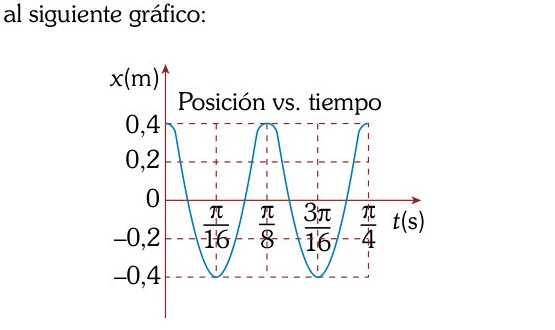 al siguiente gráfico:
x(m)
Posición vs. tiempo
0,4
0,2
0
π/16 π/8 3π/16 π/4 t(s)
–0,2
–0,4